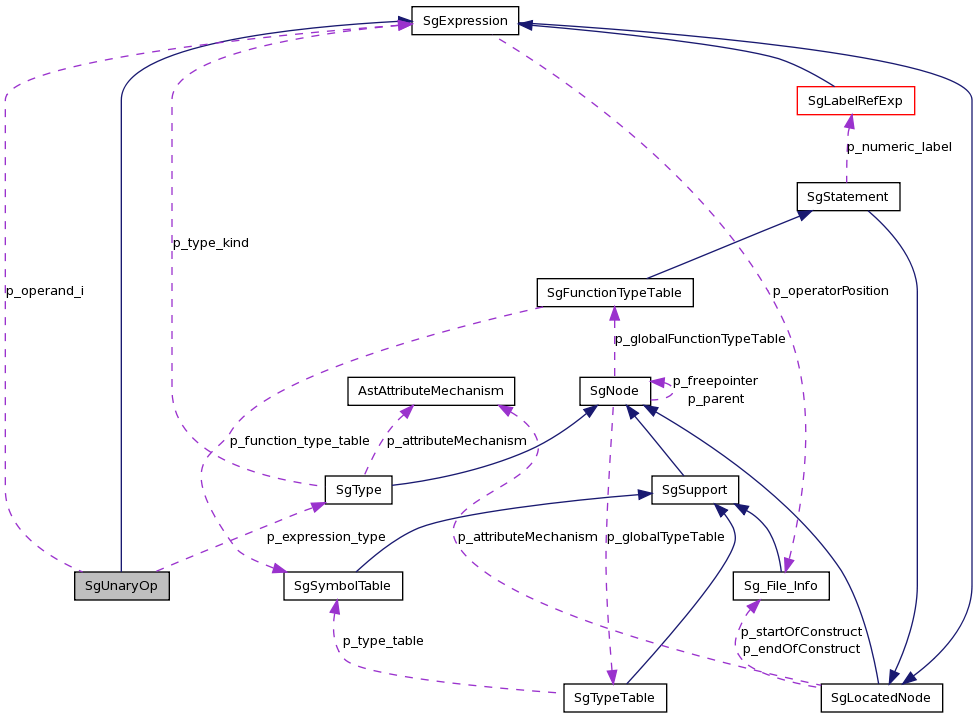 SgExpression
SgLabelRefExp
p_numeric_label
SgStatement
p_type_kind
p_operand_i
p_operatorPosition
SgFunctionTypeTable
p_globalFunctionTypeTable
AstAttributeMechanism
SgNode
p_freepointer
p_parent
p_function_type_table
p_attributeMechanism
SgType
SgSupport
p_expression_type
p_attributeMechanism
p_globalTypeTable
SgUnaryOp
SgSymbolTable
Sg_File_Info
p_type_table
p_startOfConstruct
p_endOfConstruct
SgTypeTable
SgLocatedNode